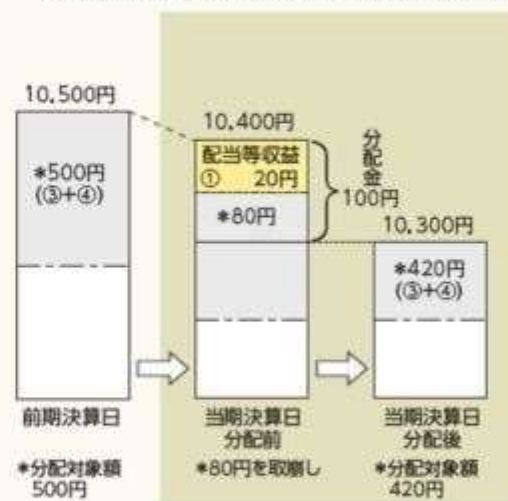 10,500円
*500円
(③+④)
前期決算日
*分配対象額
500円
10,400円
配当等収益
① 20円
*80円
分配金
100円
当期決算日
分配前
*80円を取崩し
10,300円
*420円
(③+④)
当期決算日
分配後
*分配対象額
420円